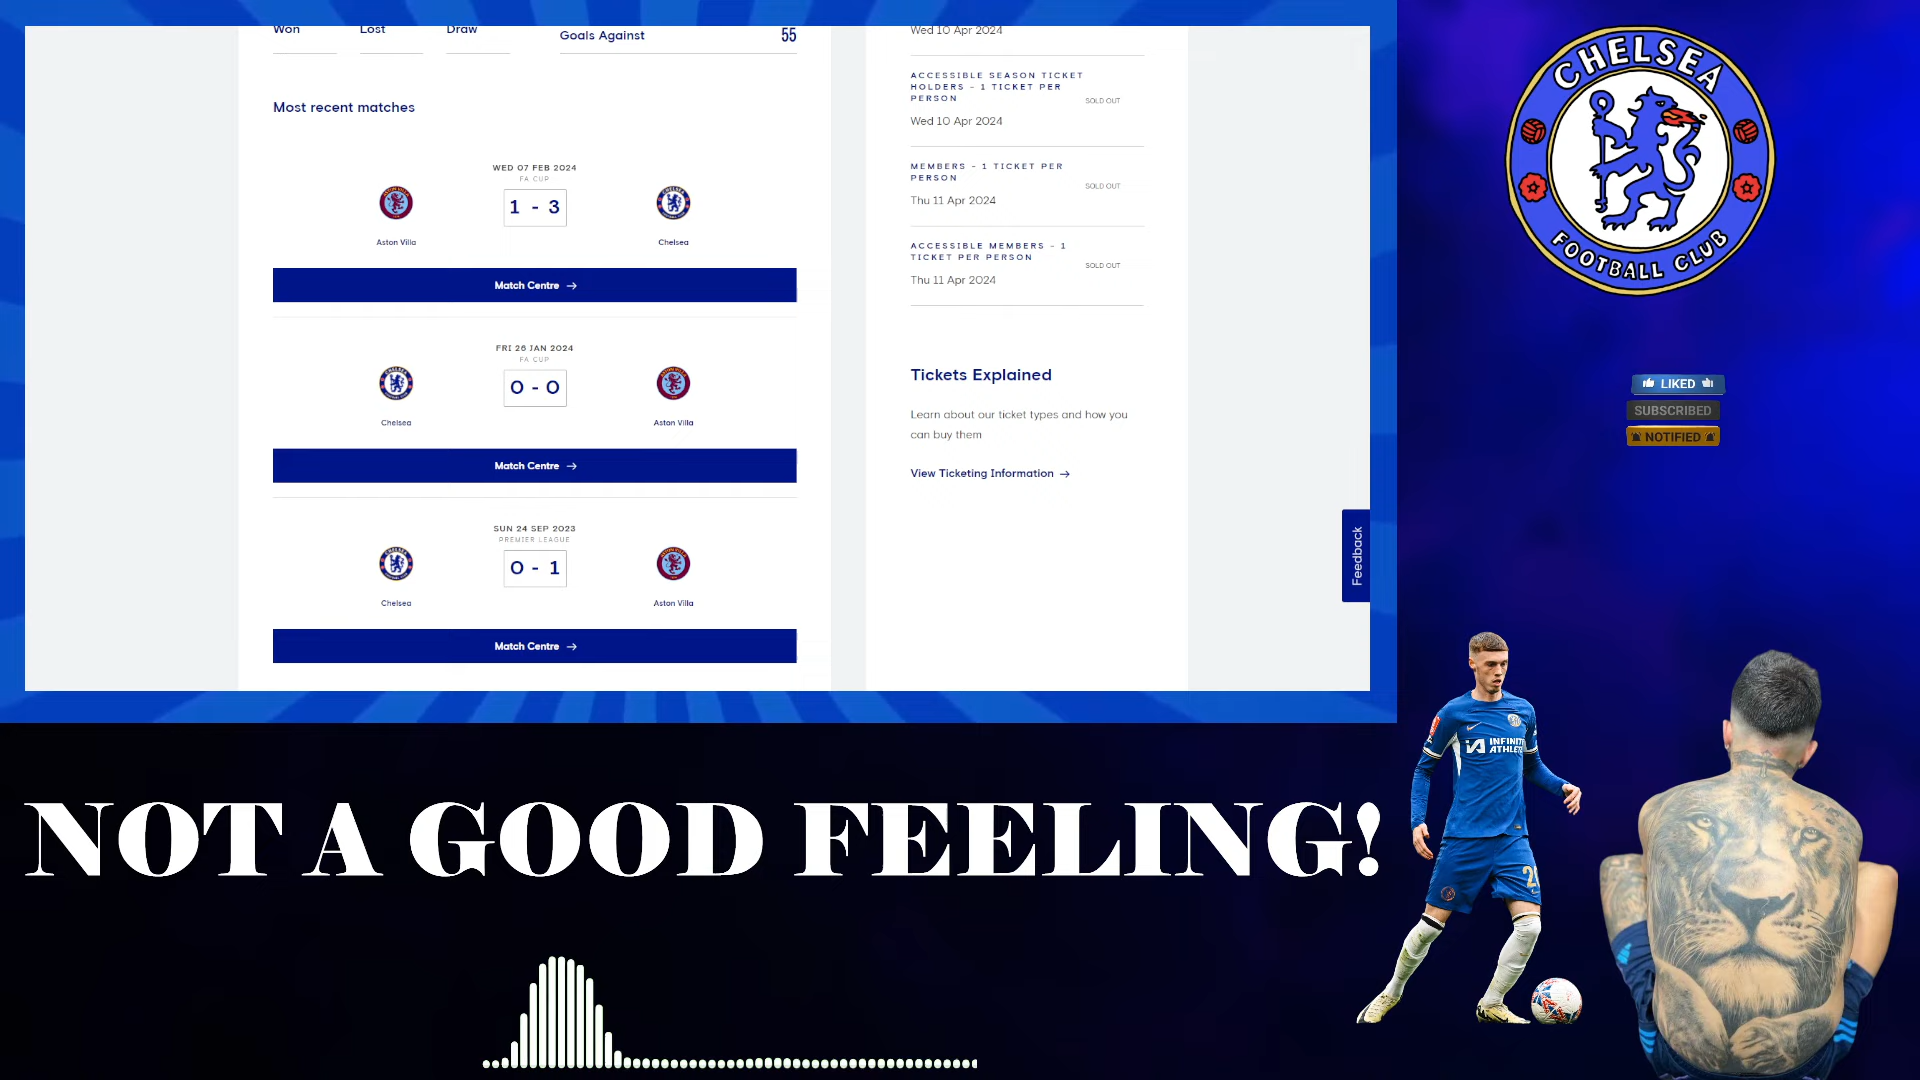 Won
Lost
Draw
Goals Against
55
Most recent matches
WED 07 FEB 2024
FA CUP
1 - 3
Aston Villa
Chelsea
Match Centre →
FRI 26 JAN 2024
FA CUP
0 - 0
Chelsea
Aston Villa
Match Centre →
SUN 24 SEP 2023
PREMIER LEAGUE
0 - 1
Chelsea
Aston Villa
Match Centre →
Wed 10 Apr 2024
ACCESSIBLE SEASON TICKET
HOLDERS - 1 TICKET PER
PERSON
SOLD OUT
Wed 10 Apr 2024
MEMBERS - 1 TICKET PER
PERSON
SOLD OUT
Thu 11 Apr 2024
ACCESSIBLE MEMBERS - 1
TICKET PER PERSON
SOLD OUT
Thu 11 Apr 2024
Tickets Explained
Learn about our ticket types and how you
can buy them
View Ticketing Information →
Feedback
CHELSEA
FOOTBALL CLUB
LIKED
SUBSCRIBED
NOTIFIED
INFINITE
ATHLETE
20
NOT A GOOD FEELING!